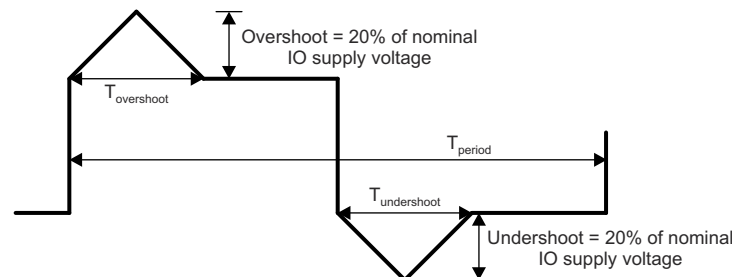 Overshoot = 20% of nominal
IO supply voltage
Tovershoot
Tperiod
Tundershoot
Undershoot = 20% of nominal
IO supply voltage